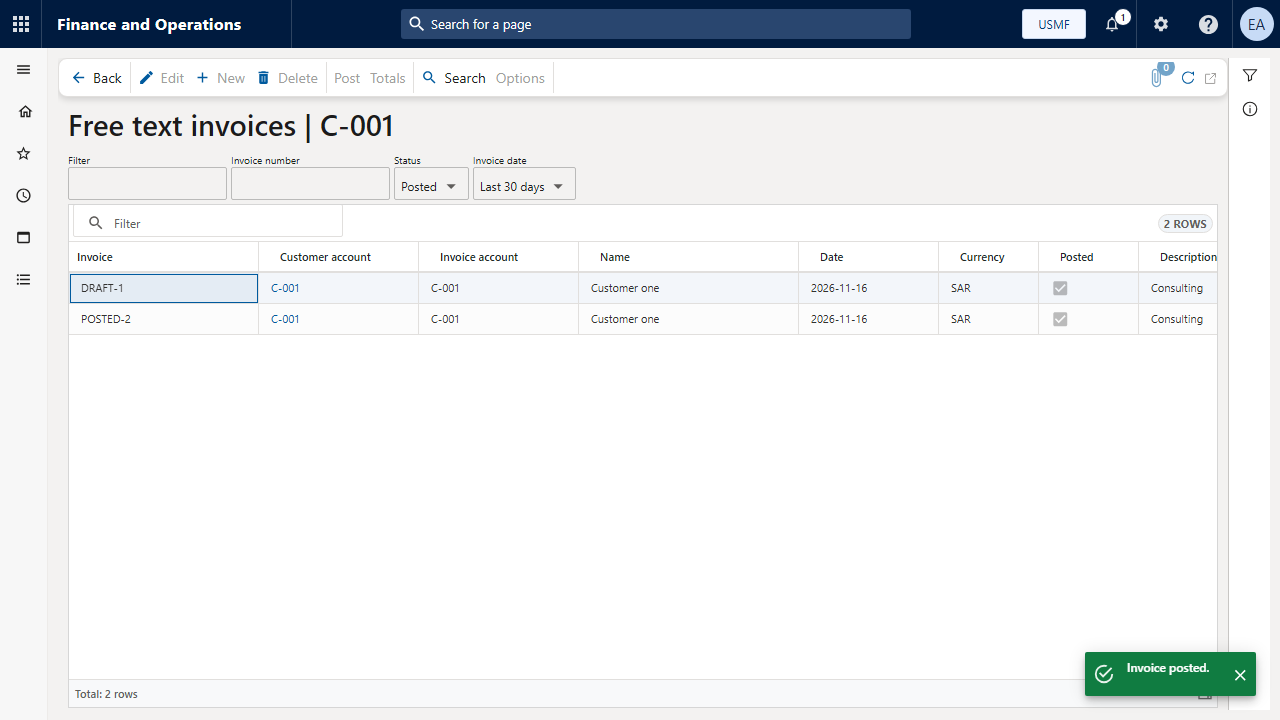 Finance and Operations
Search for a page
USMF
1
EA
Back
Edit
New
Delete
Post
Totals
Search
Options
0
Free text invoices | C-001
Filter
Invoice number
Status
Invoice date
Posted
Last 30 days
Filter
2 ROWS
Invoice Customer account Invoice account Name Date Currency Posted Description
DRAFT-1 C-001 C-001 Customer one 2026-11-16 SAR Consulting
POSTED-2 C-001 C-001 Customer one 2026-11-16 SAR Consulting
Total: 2 rows
Invoice posted.